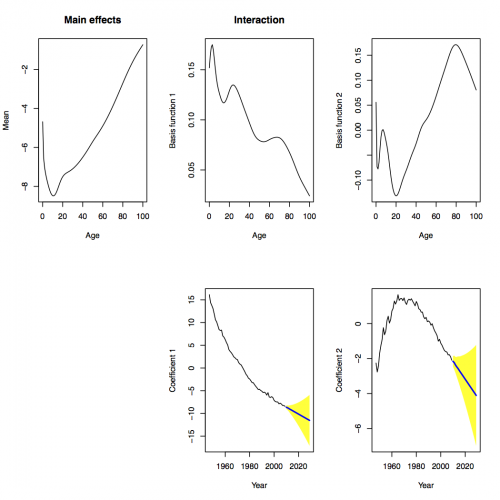 Main effects
Interaction
Mean
-2
-4
-6
-8
0 20 40 60 80 100
Age
Basis function 1
0.15
0.10
0.05
0 20 40 60 80 100
Age
Basis function 2
0.15
0.10
0.05
0.00
-0.10
0 20 40 60 80 100
Age
Coefficient 1
15
10
5
0
-5
-10
-15
1960 1980 2000 2020
Year
Coefficient 2
0
-2
-4
-6
1960 1980 2000 2020
Year